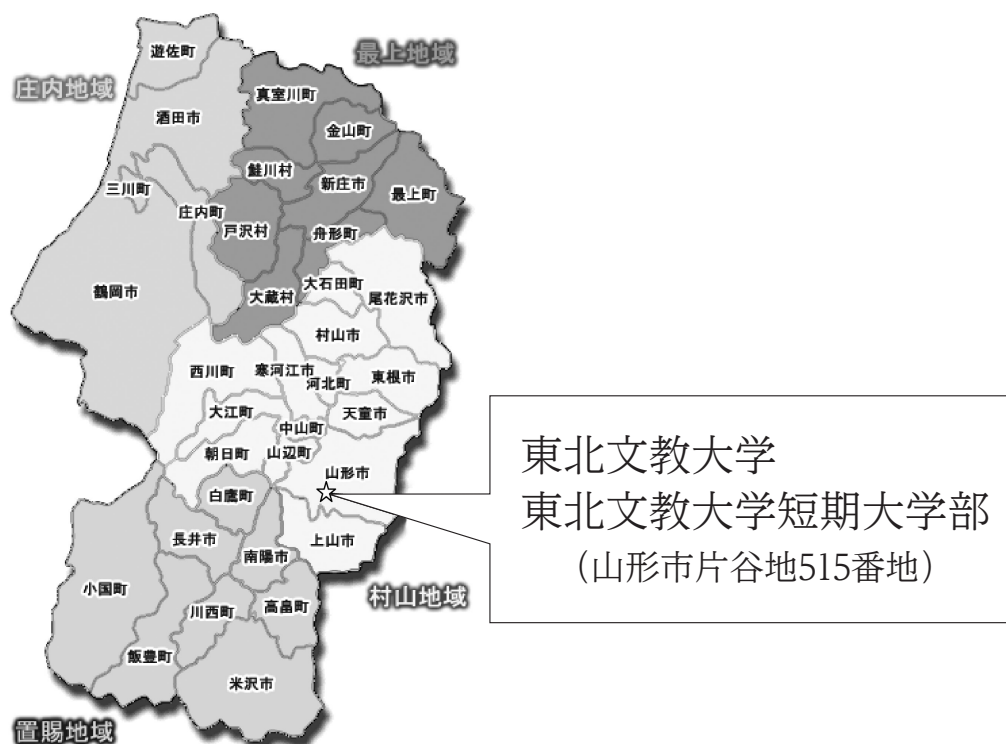 遊佐町
最上地域
庄内地域
真室川町
酒田市
金山町
鮭川村
新庄市
三川町
最上町
庄内町
戸沢村
舟形町
大石田町
鶴岡市
大蔵村
尾花沢市
村山市
西川町
寒河江市
河北町
東根市
大江町
天童市
中山町
朝日町
山辺町
山形市
白鷹町
長井市
上山市
南陽市
小国町
村山地域
川西町
高畠町
飯豊町
米沢市
置賜地域
東北文教大学
東北文教大学短期大学部
（山形市片谷地515番地）